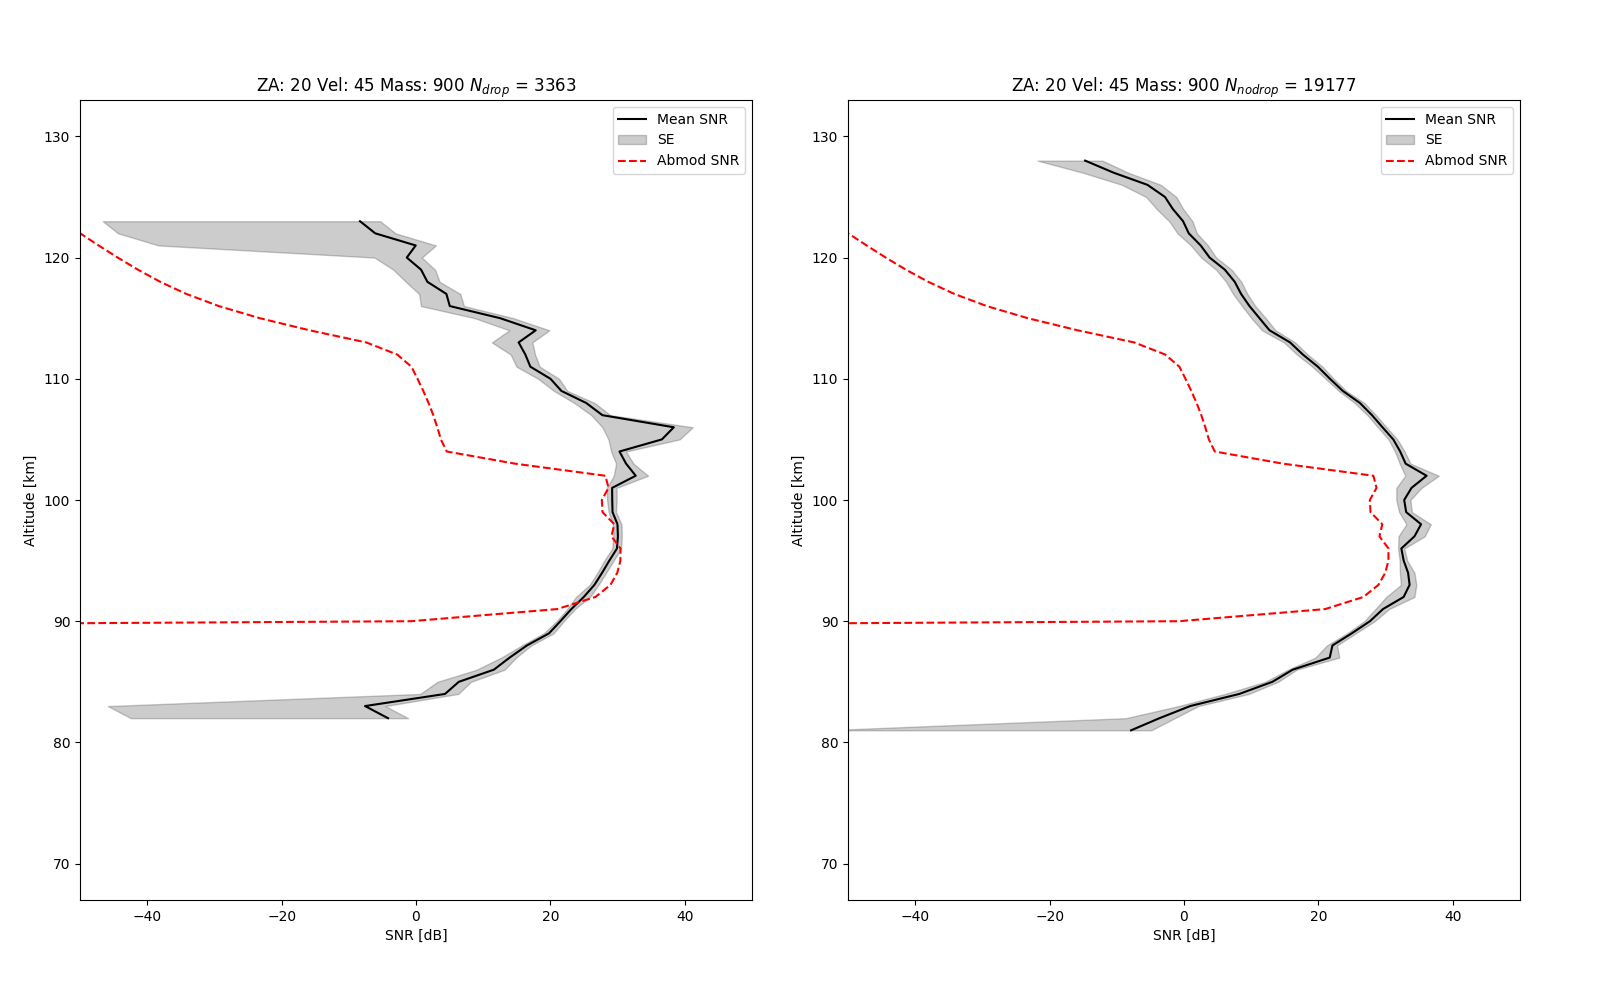 ZA: 20 Vel: 45 Mass: 900 N_drop = 3363
Mean SNR
SE
Abmod SNR
130
120
110
100
90
80
70
Altitude [km]
−40
−20
0
20
40
SNR [dB]
ZA: 20 Vel: 45 Mass: 900 N_nodrop = 19177
Mean SNR
SE
Abmod SNR
130
120
110
100
90
80
70
Altitude [km]
−40
−20
0
20
40
SNR [dB]